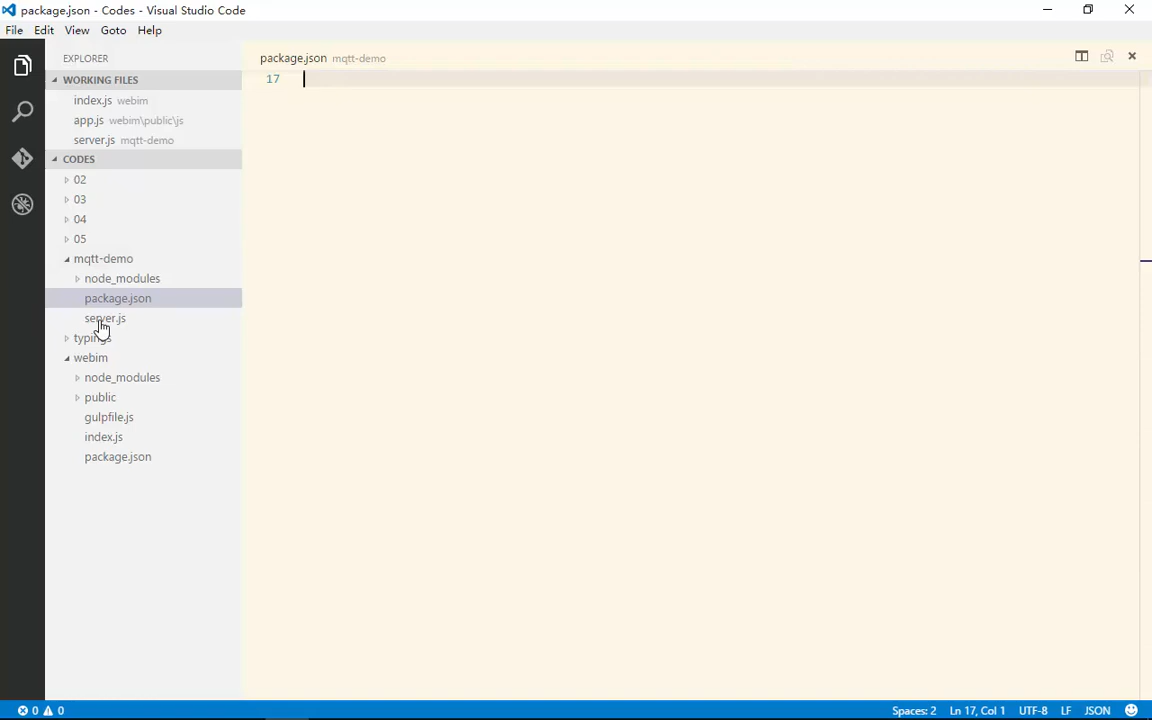 package.json - Codes - Visual Studio Code
File Edit View Goto Help
EXPLORER
WORKING FILES
index.js webim
app.js webim\public\js
server.js mqtt-demo
CODES
02
03
04
05
mqtt-demo
node_modules
package.json
server.js
typings
webim
node_modules
public
gulpfile.js
index.js
package.json
package.json mqtt-demo
17
0 0
Spaces: 2 Ln 17, Col 1 UTF-8 LF JSON